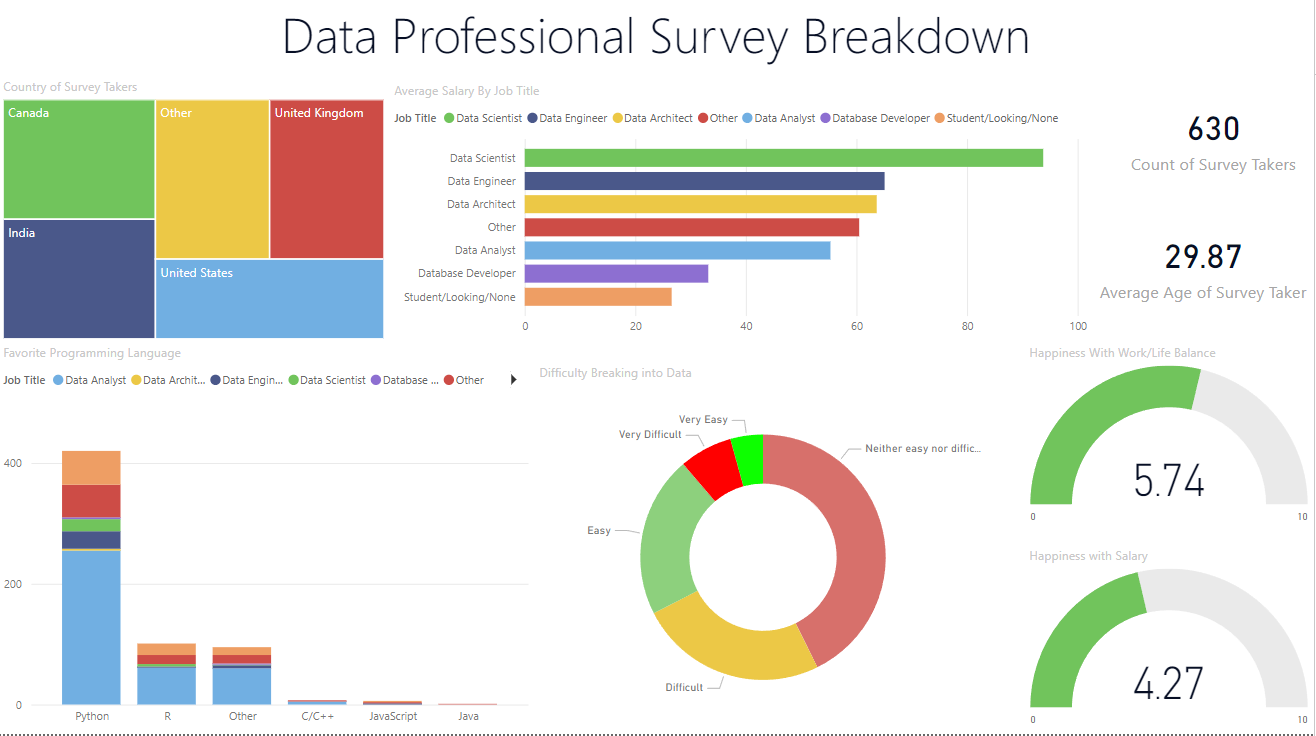 Data Professional Survey Breakdown
Country of Survey Takers
Canada
Other
United Kingdom
India
United States
Average Salary By Job Title
Job Title Data Scientist Data Engineer Data Architect Other Data Analyst Database Developer Student/Looking/None
Data Scientist
Data Engineer
Data Architect
Other
Data Analyst
Database Developer
Student/Looking/None
0 20 40 60 80 100
630
Count of Survey Takers
29.87
Average Age of Survey Taker
Favorite Programming Language
Job Title Data Analyst Data Archit... Data Engin... Data Scientist Database ... Other
400
200
0
Python R Other C/C++ JavaScript Java
Difficulty Breaking into Data
Very Easy
Very Difficult
Neither easy nor diffic...
Easy
Difficult
Happiness With Work/Life Balance
5.74
0 10
Happiness with Salary
4.27
0 10